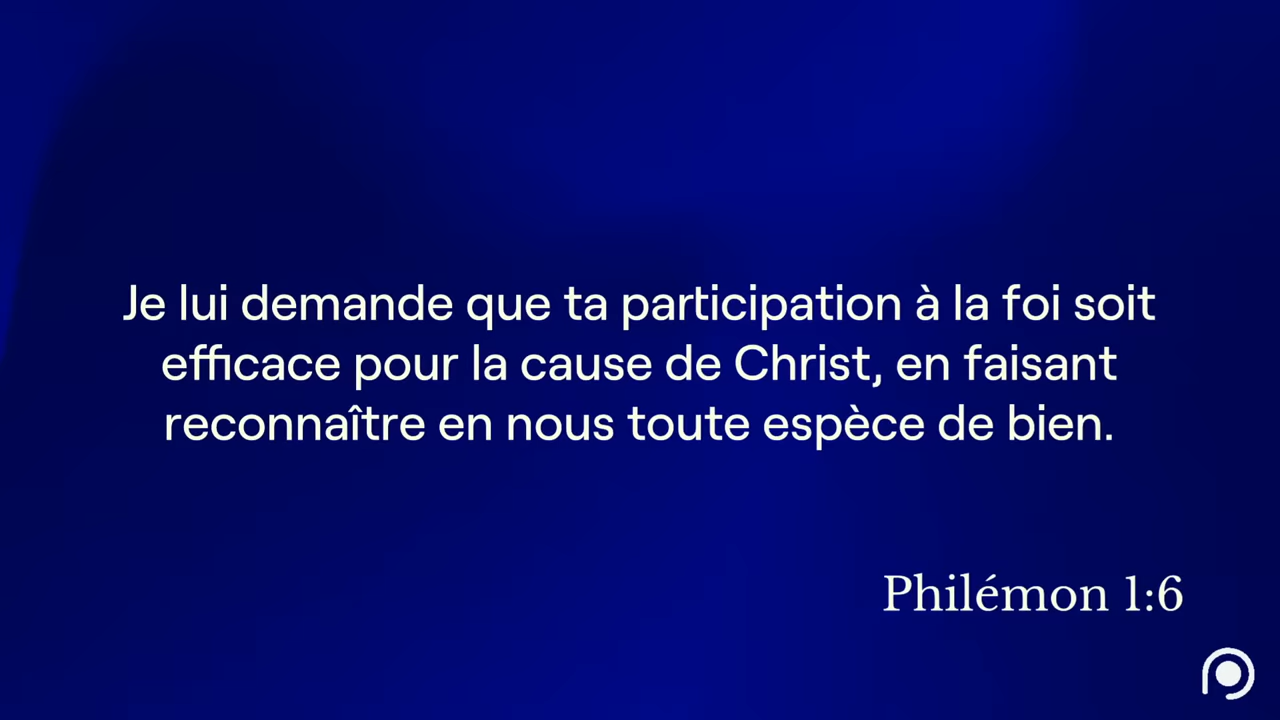 Je lui demande que ta participation à la foi soit
efficace pour la cause de Christ, en faisant
reconnaître en nous toute espèce de bien.
Philémon 1:6